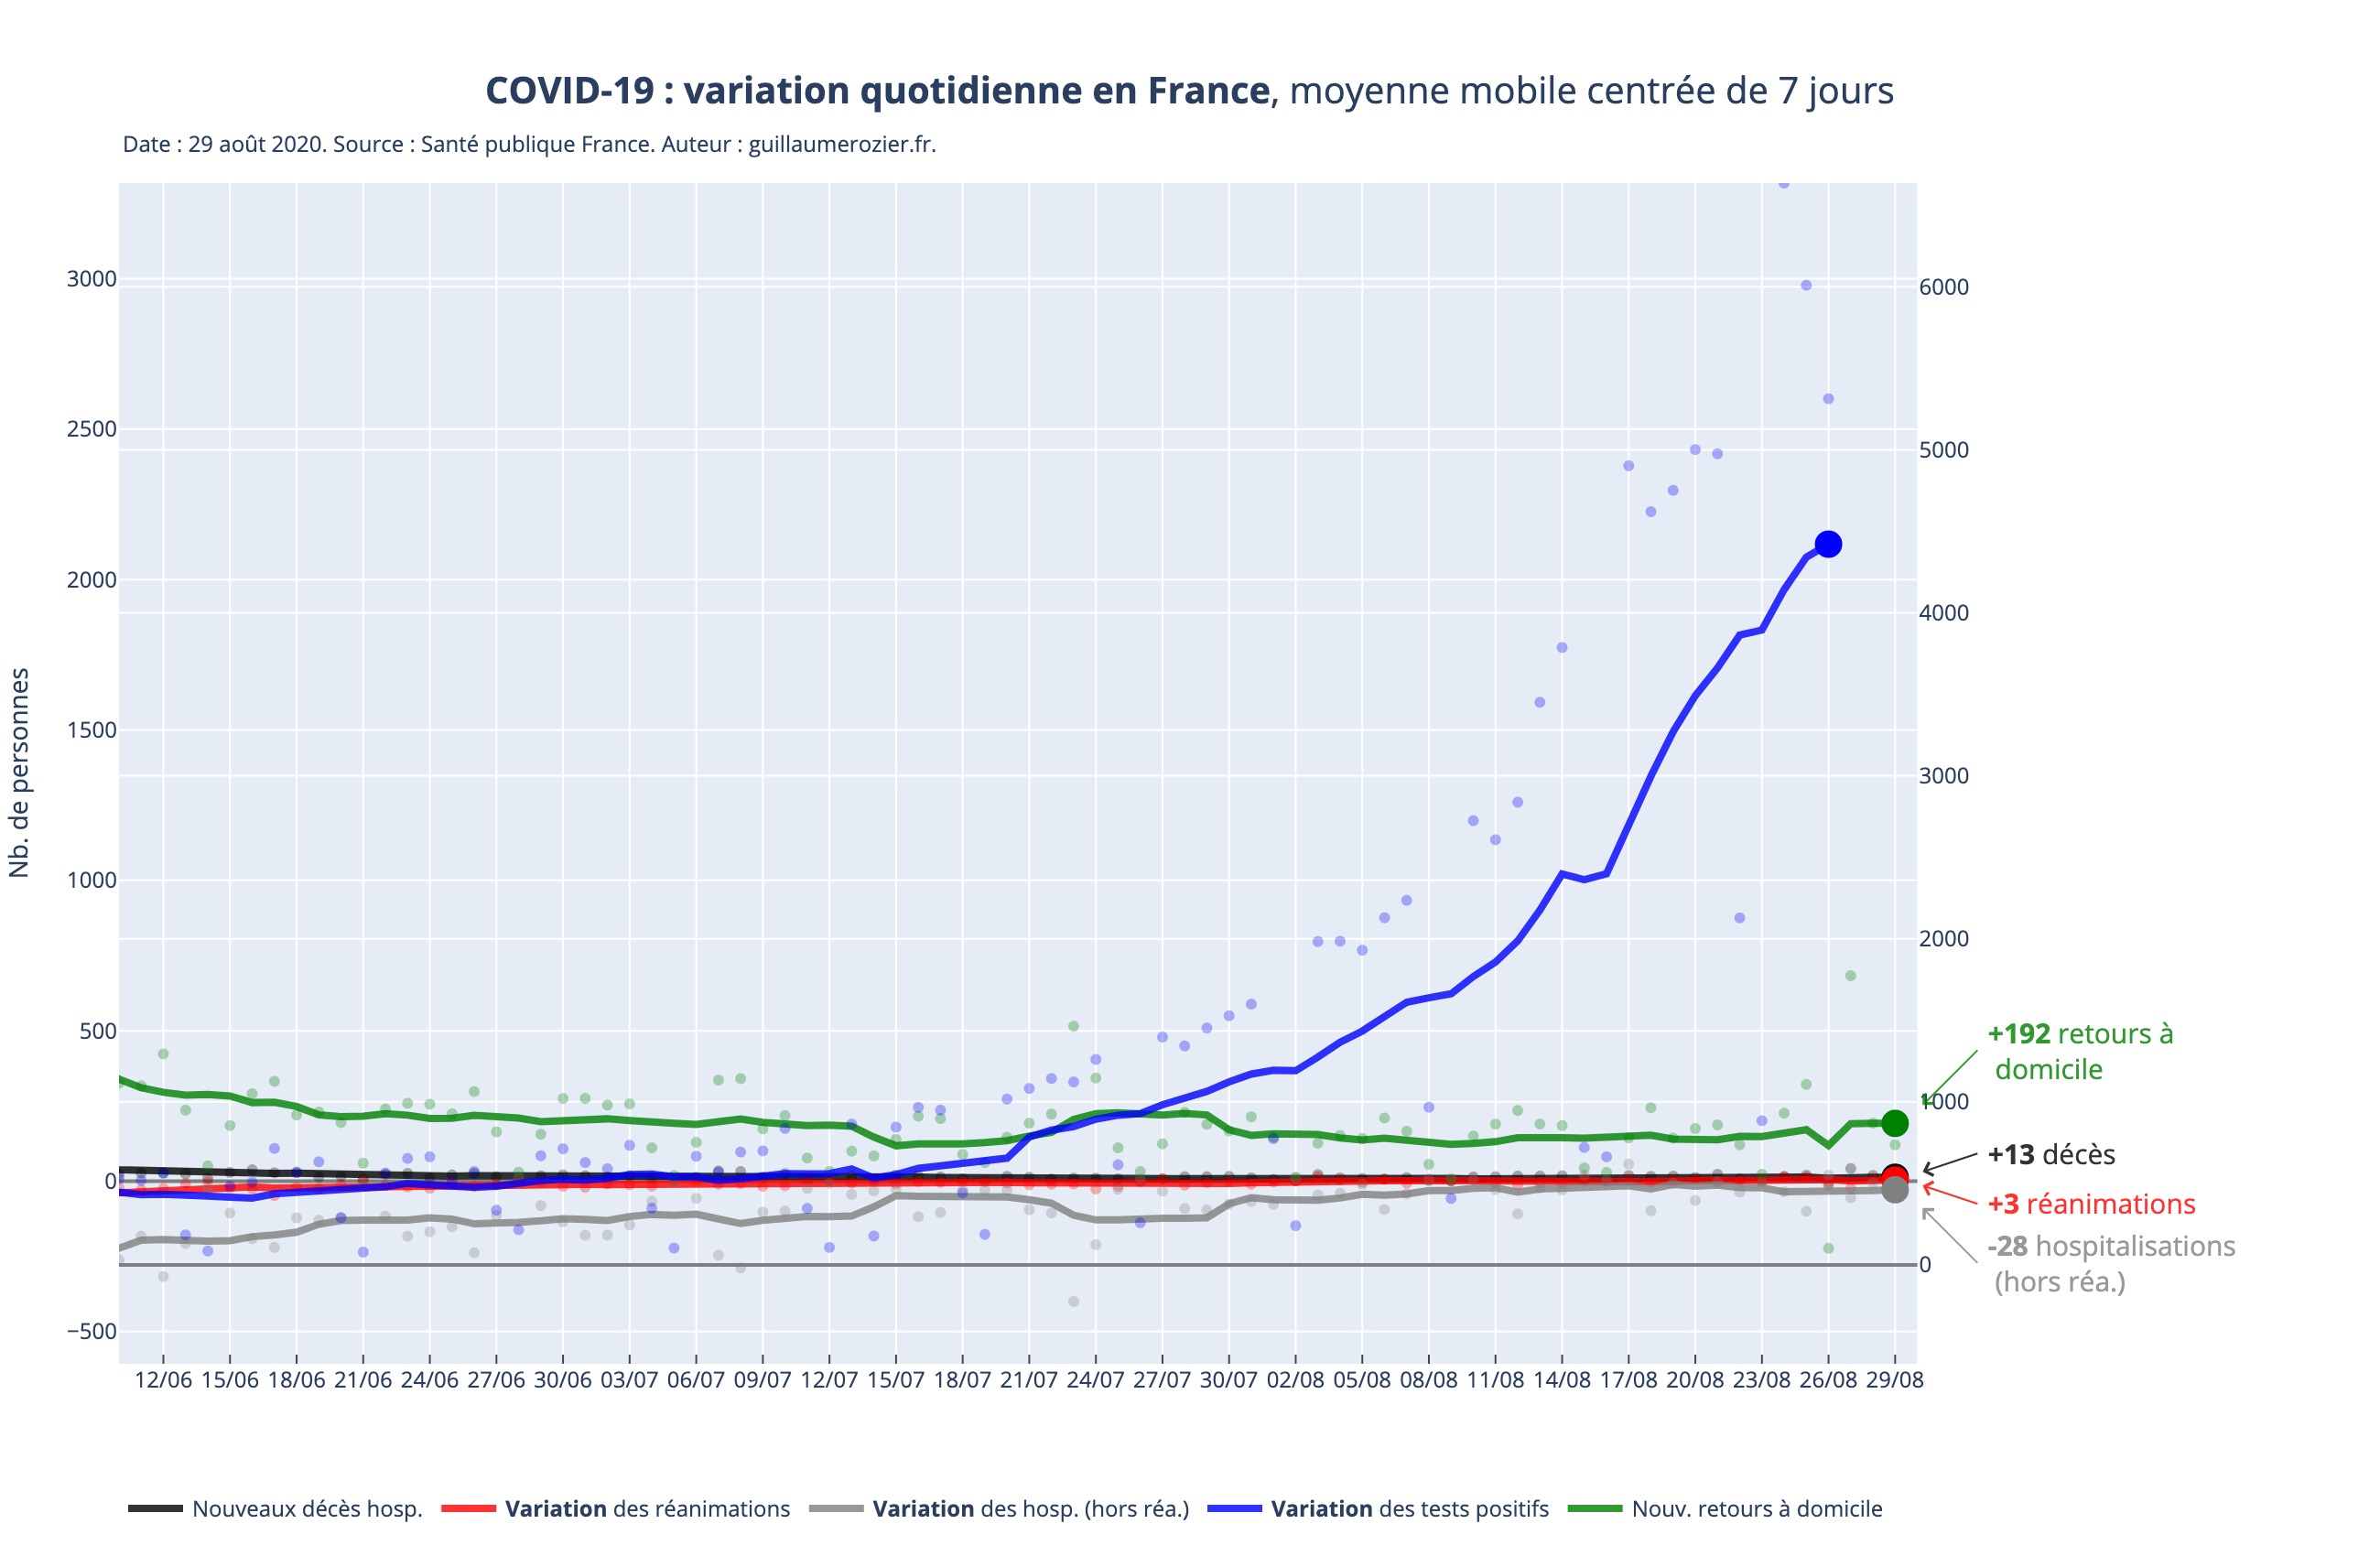 COVID-19 : variation quotidienne en France, moyenne mobile centrée de 7 jours
Date : 29 août 2020. Source : Santé publique France. Auteur : guillaumerozier.fr.
Nb. de personnes
3000
2500
2000
1500
1000
500
0
−500
6000
5000
4000
3000
2000
1000
0
+192 retours à
domicile
+13 décès
+3 réanimations
-28 hospitalisations
(hors réa.)
12/06 15/06 18/06 21/06 24/06 27/06 30/06 03/07 06/07 09/07 12/07 15/07 18/07 21/07 24/07 27/07 30/07 02/08 05/08 08/08 11/08 14/08 17/08 20/08 23/08 26/08 29/08
Nouveaux décès hosp. Variation des réanimations Variation des hosp. (hors réa.) Variation des tests positifs Nouv. retours à domicile